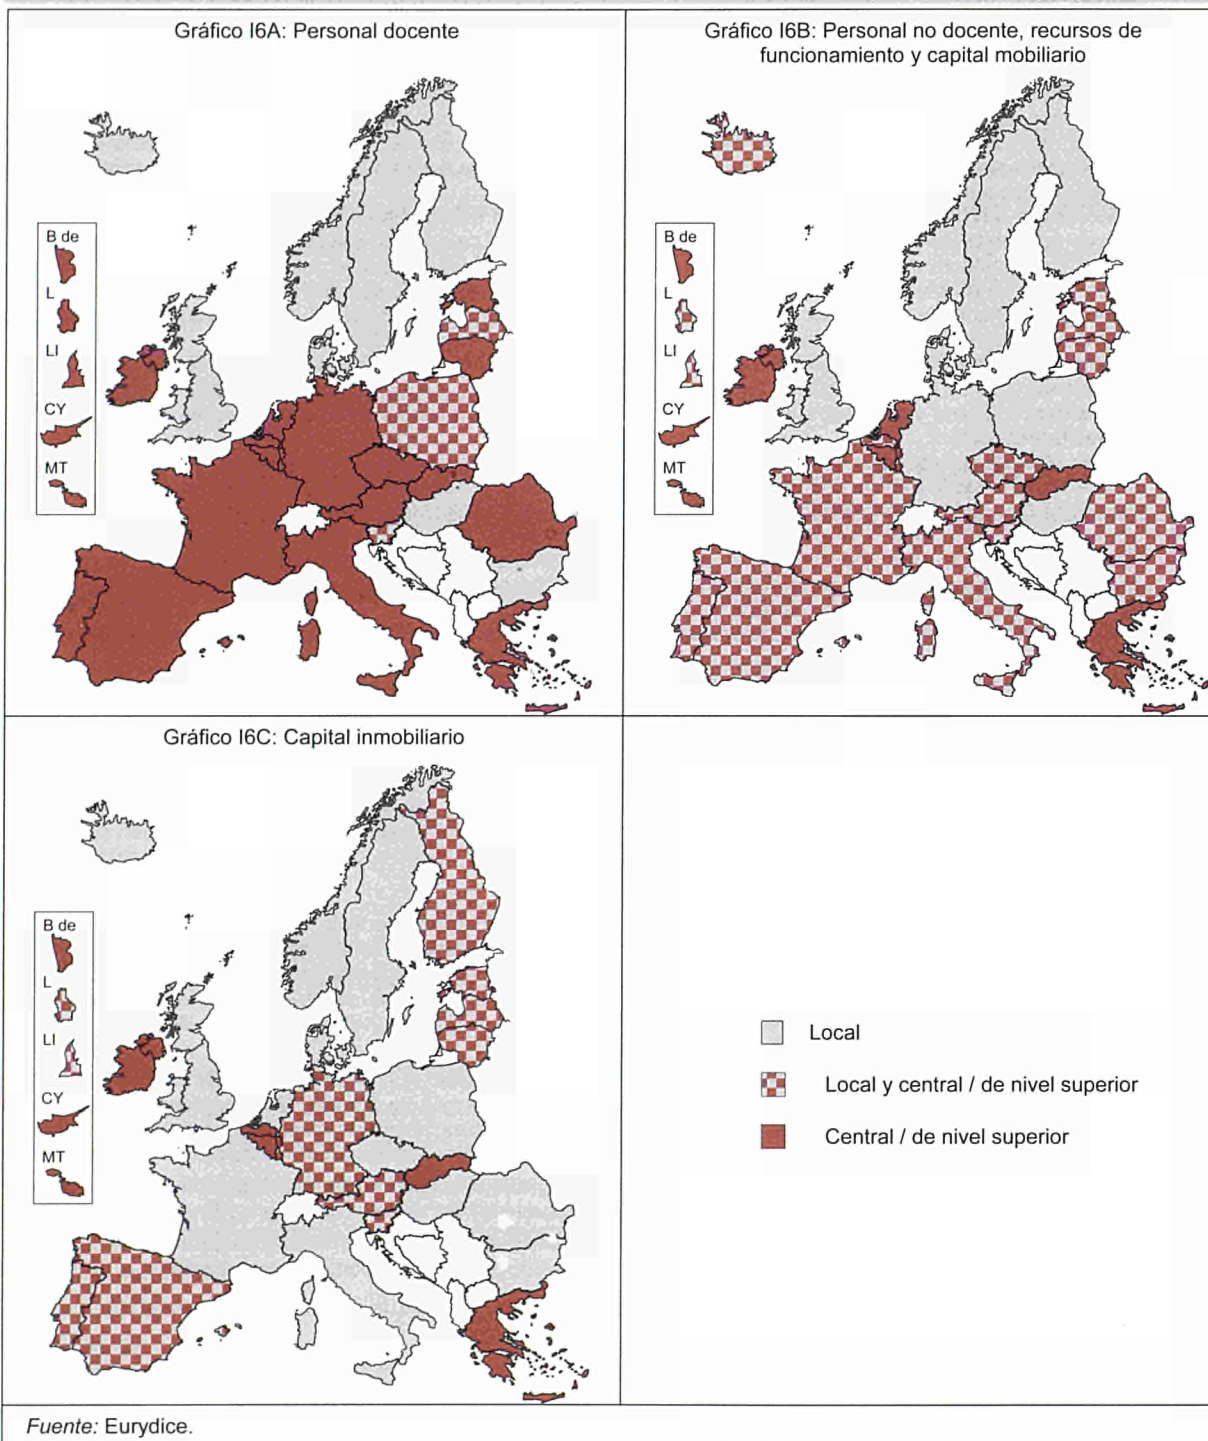 Gráfico I6A: Personal docente
B de
L
LI
CY
MT
Gráfico I6B: Personal no docente, recursos de
funcionamiento y capital mobiliario
B de
L
LI
CY
MT
Gráfico I6C: Capital inmobiliario
B de
L
LI
CY
MT
Local
Local y central / de nivel superior
Central / de nivel superior
Fuente: Eurydice.